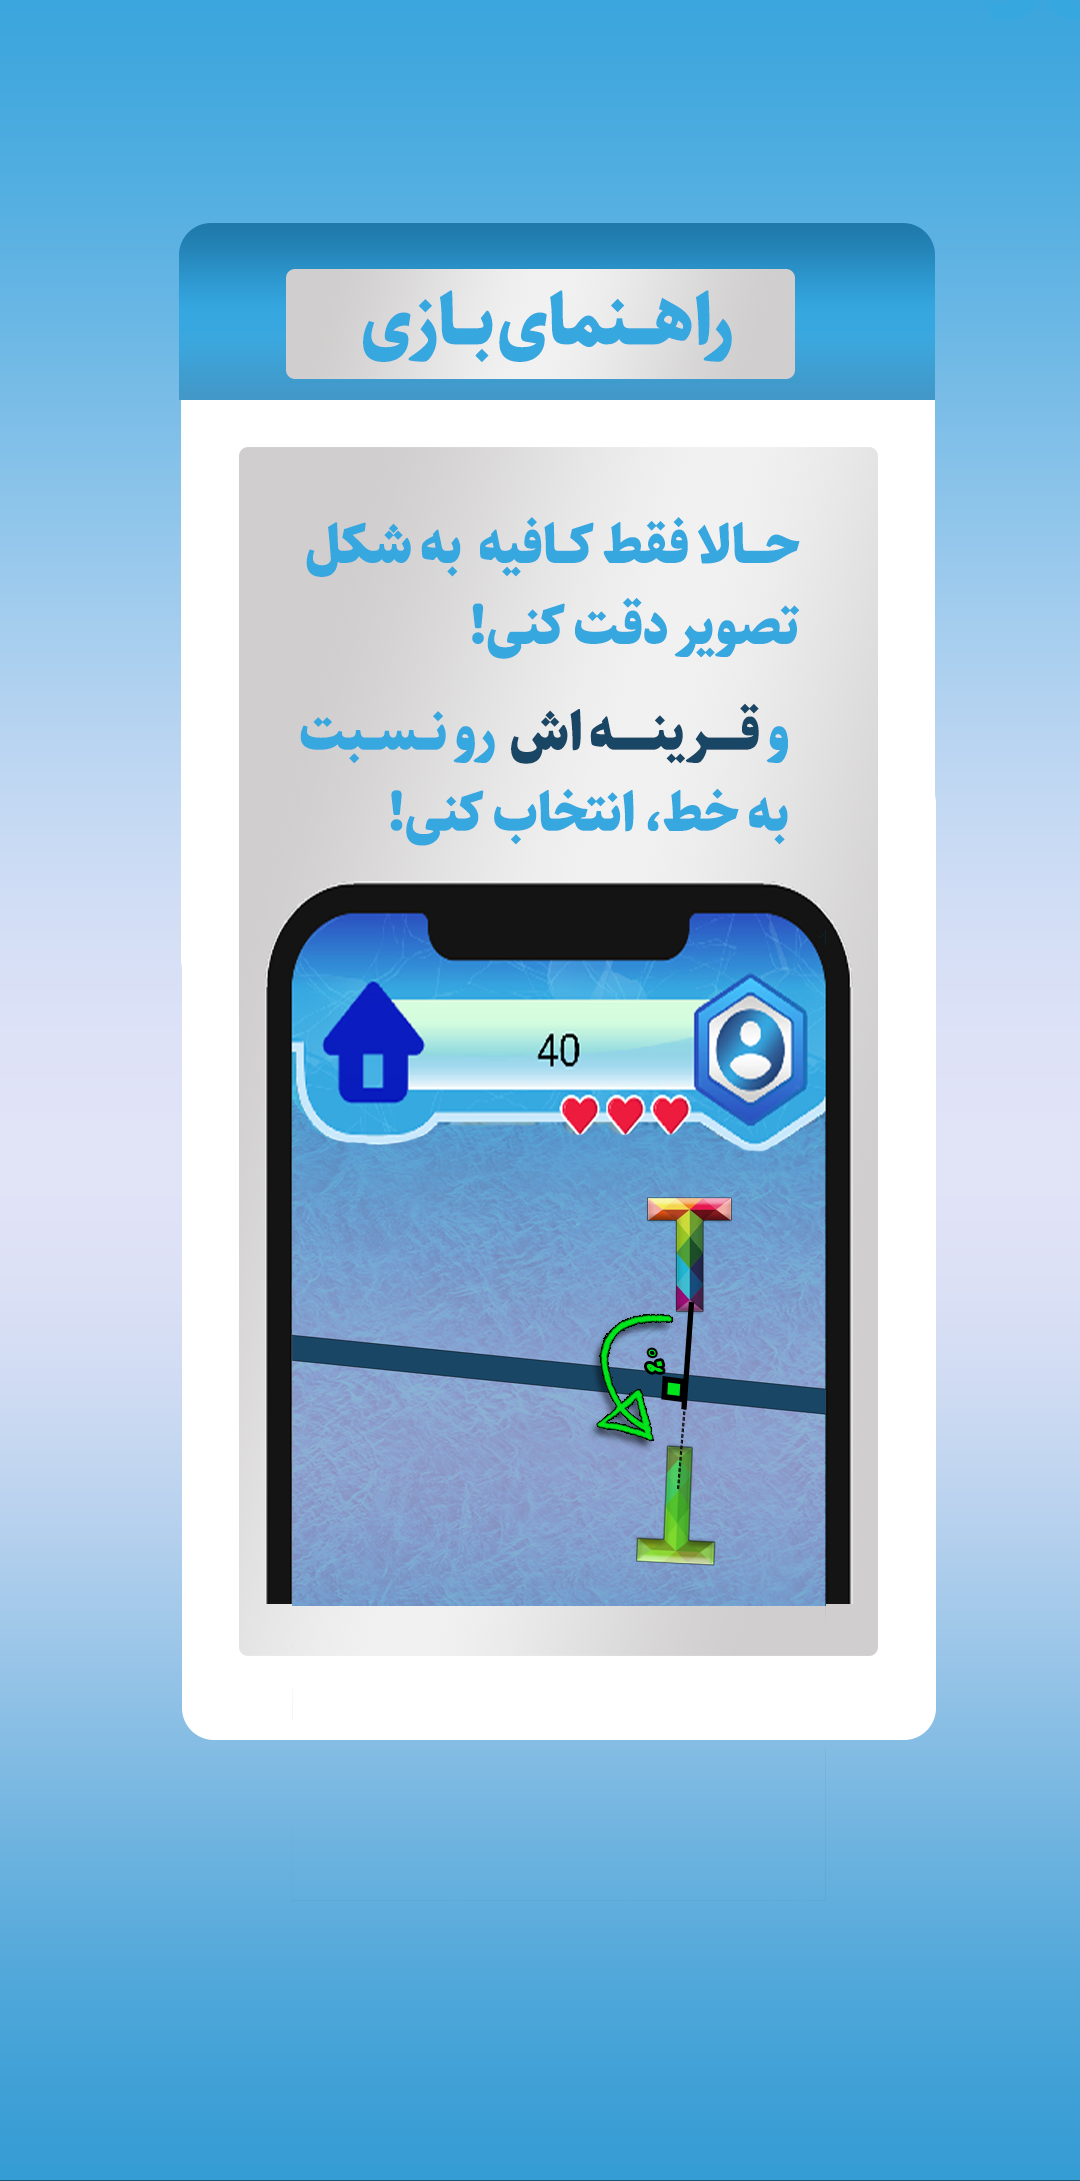 راهنمای بازی
حالا فقط کافیه به شکل
تصویر دقت کنی!
و قرینه اش رو نسبت
به خط، انتخاب کنی!
40